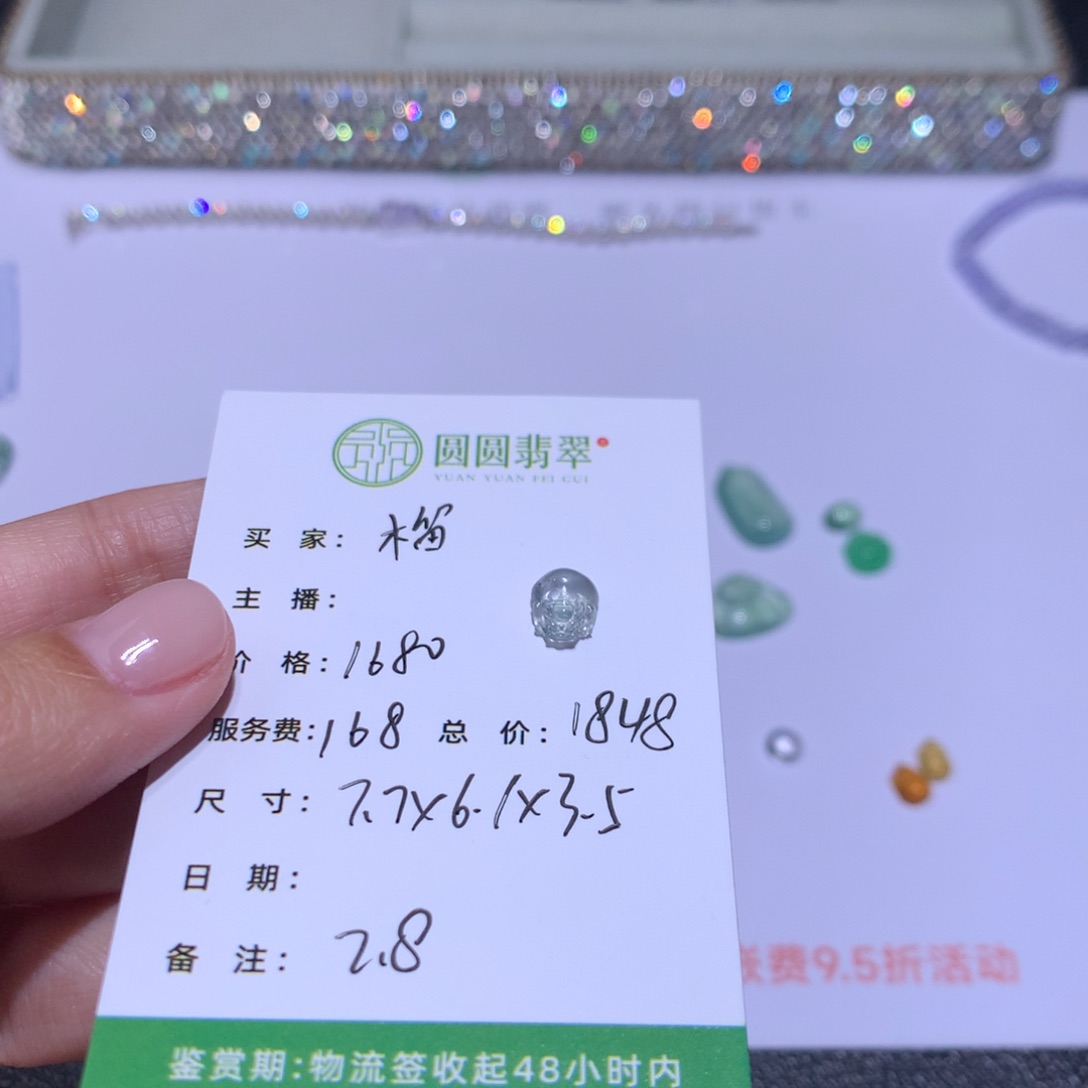 圆圆翡翠
YUAN YUAN FEI CUI
买 家：
主 播：
价 格：1680
服务费：168 总 价：1848
尺 寸：7.7x6.1x3.5
日 期：
备 注：2.8
鉴赏期：物流签收起48小时内
费9.5折活动